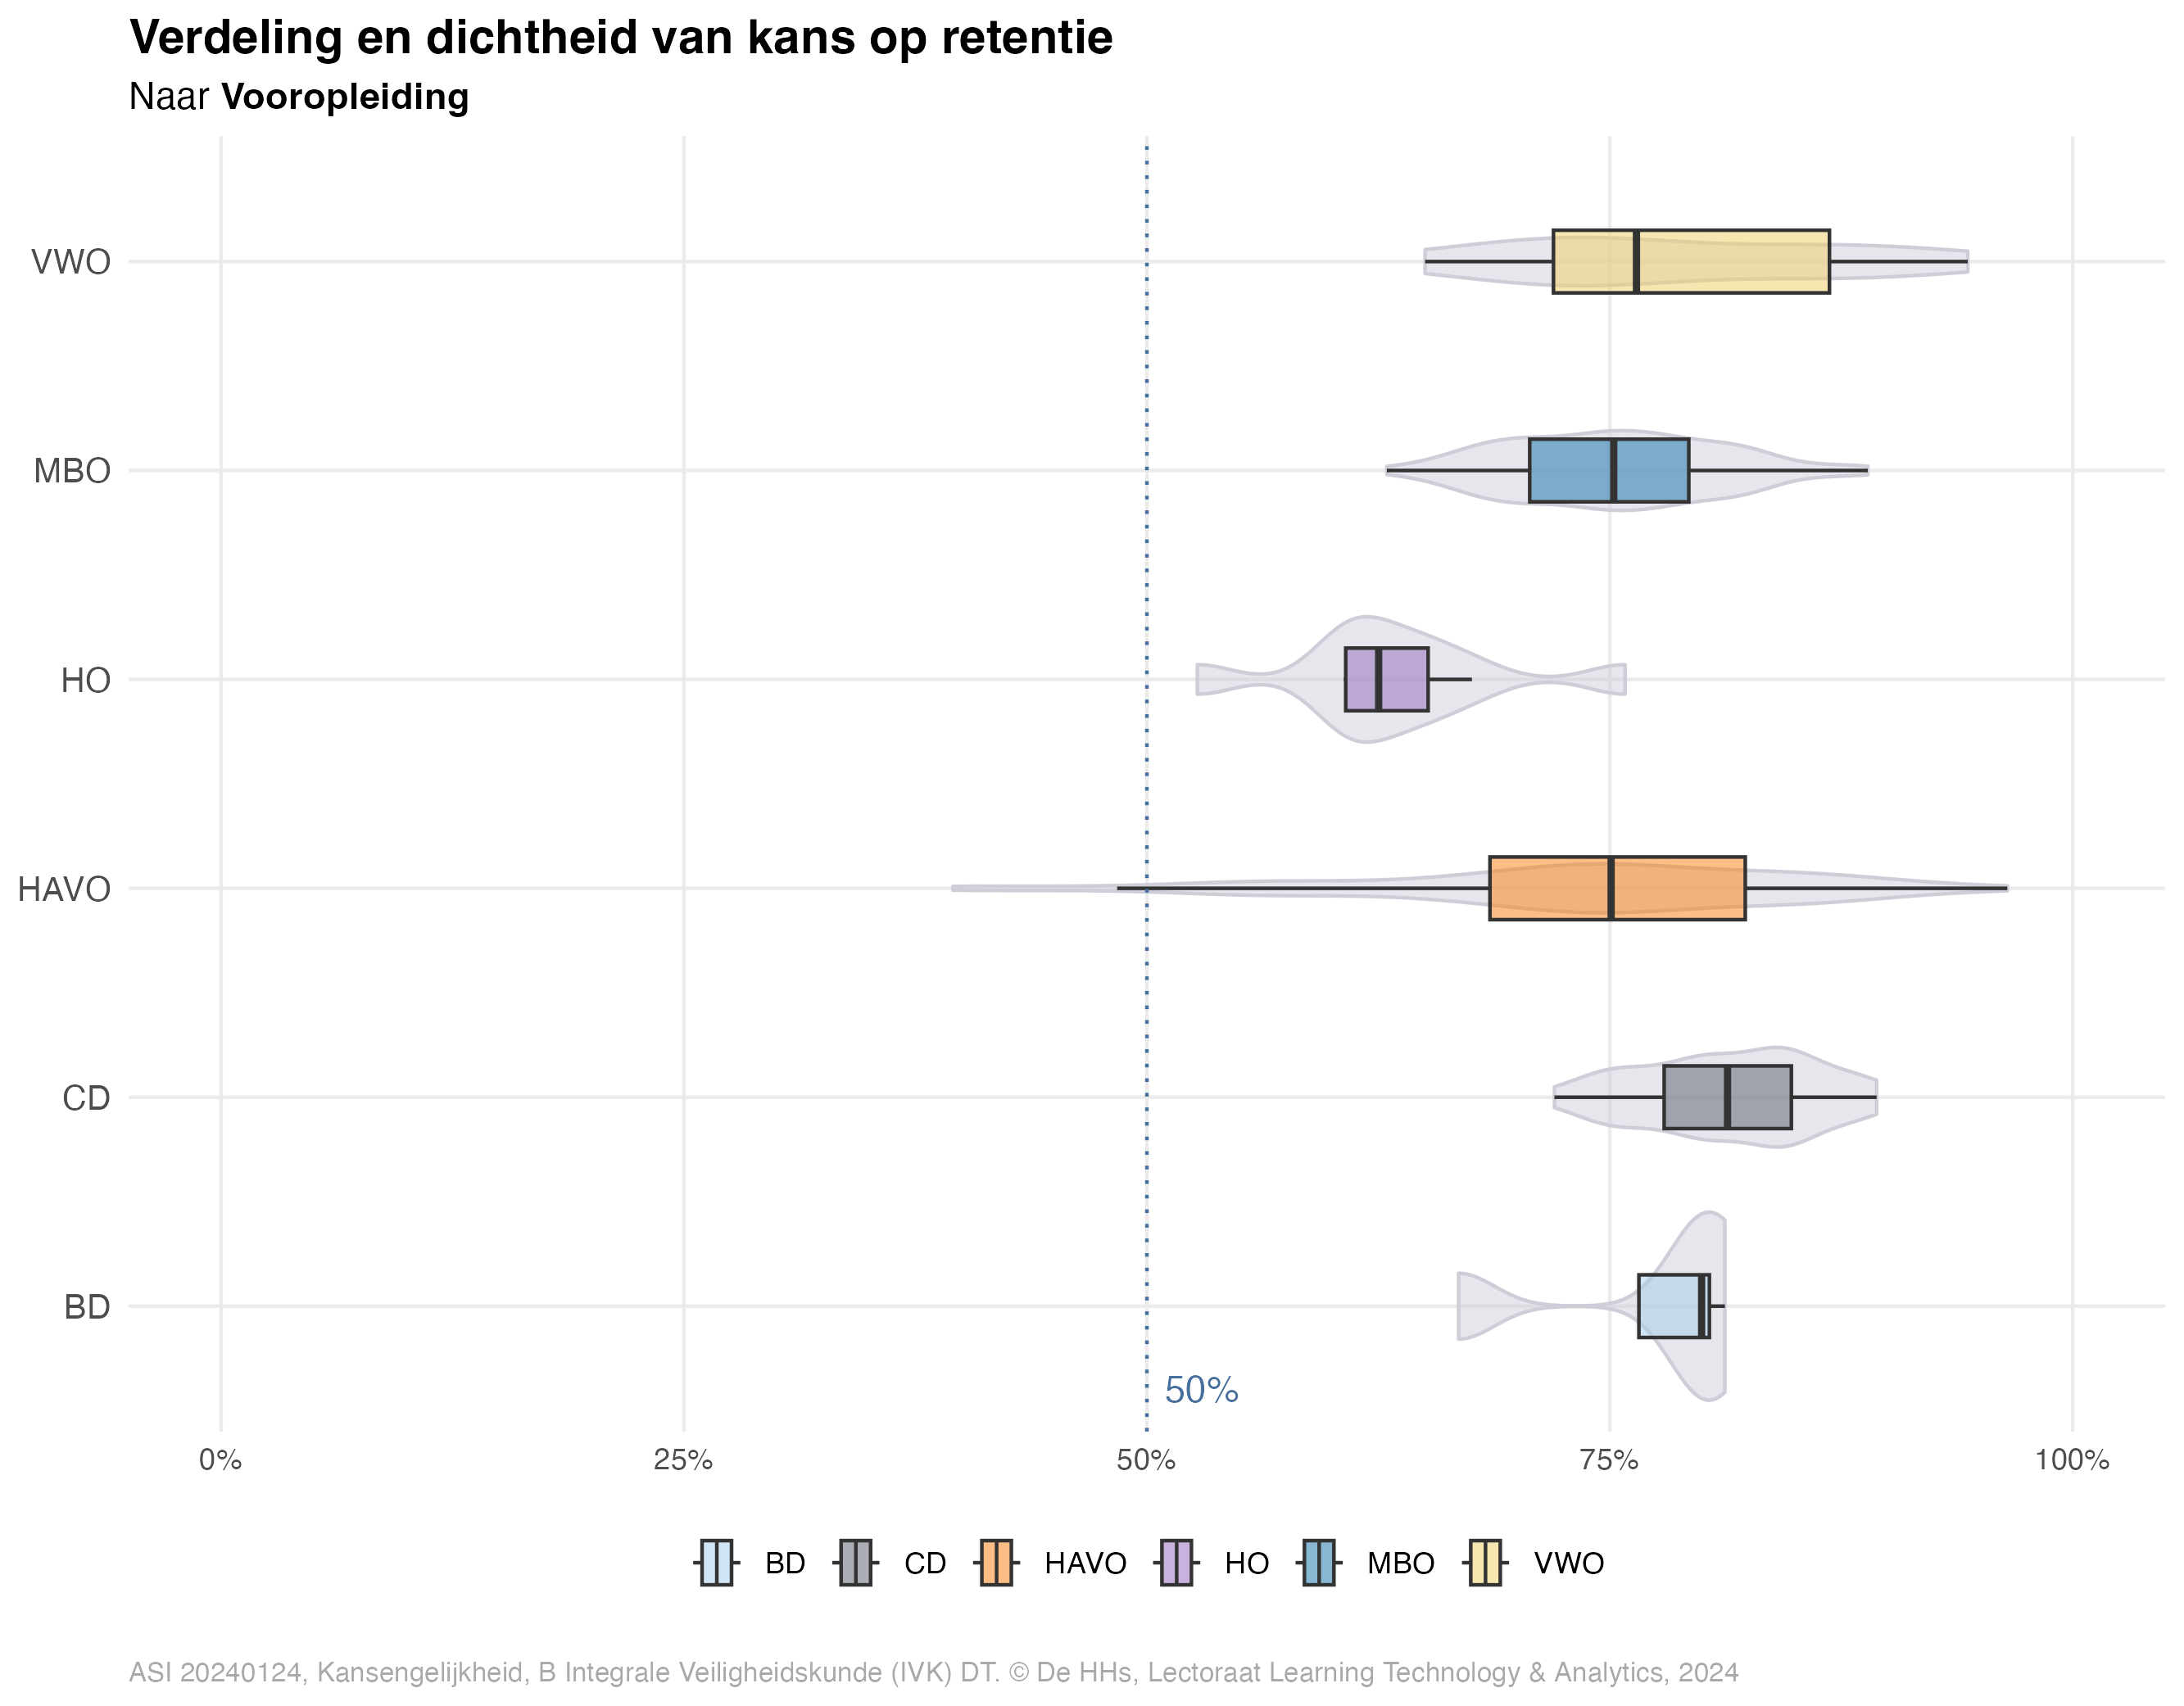 Verdeling en dichtheid van kans op retentie
Naar Vooropleiding
VWO
MBO
HO
HAVO
CD
BD
50%
0% 25% 50% 75% 100%
BD CD HAVO HO MBO VWO
ASI 20240124, Kansengelijkheid, B Integrale Veiligheidskunde (IVK) DT. © De HHs, Lectoraat Learning Technology & Analytics, 2024